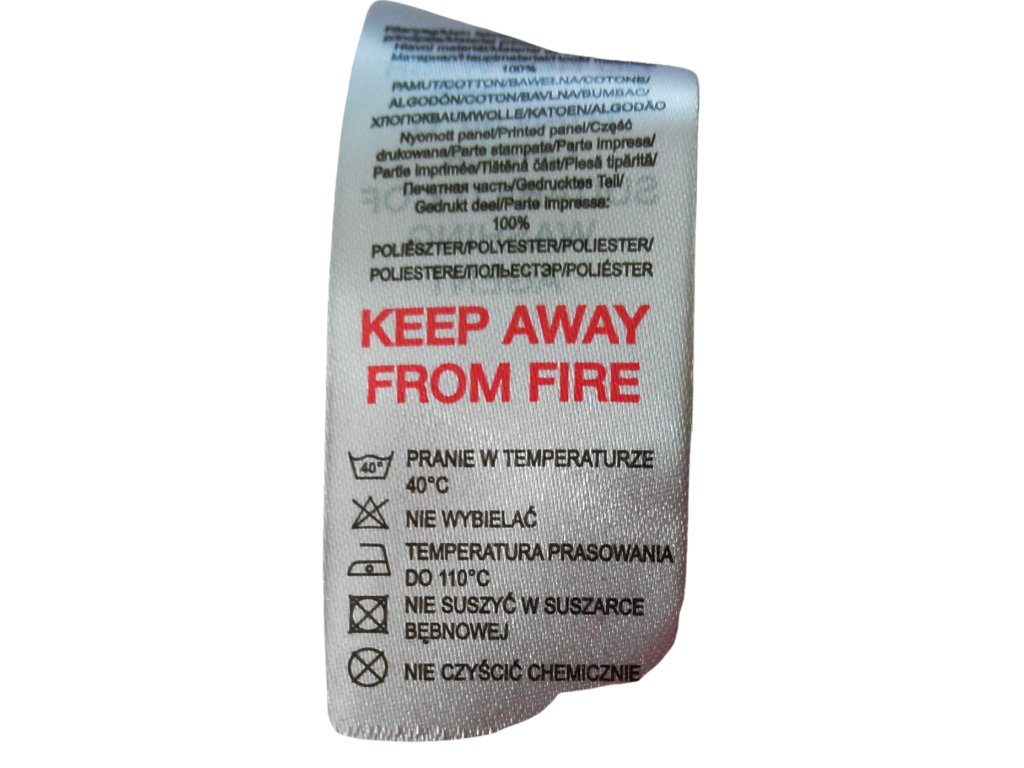 100%
PAMUT/COTTON/BAWEŁNA/COTONE/
ALGODÓN/COTON/BAVLNA/BUMBAC/
ХЛОПОКBAUMWOLLE/KATOEN/ALGODÃO
Nyomott panel/Printed panel/Część
drukowana/Parte stampata/Parte impresa/
Partie imprimée/Tištěná část/Piesă tipărită/
Печатная часть/Gedrucktes Teil/
Gedrukt deel/Parte impressa:
100%
POLIÉSZTER/POLYESTER/POLIESTER/
POLIESTERE/ПОЛЬЕСТЭР/POLIÉSTER
KEEP AWAY
FROM FIRE
40°
PRANIE W TEMPERATURZE
40°C
NIE WYBIELAĆ
TEMPERATURA PRASOWANIA
DO 110°C
NIE SUSZYĆ W SUSZARCE
BĘBNOWEJ
NIE CZYŚCIĆ CHEMICZNIE